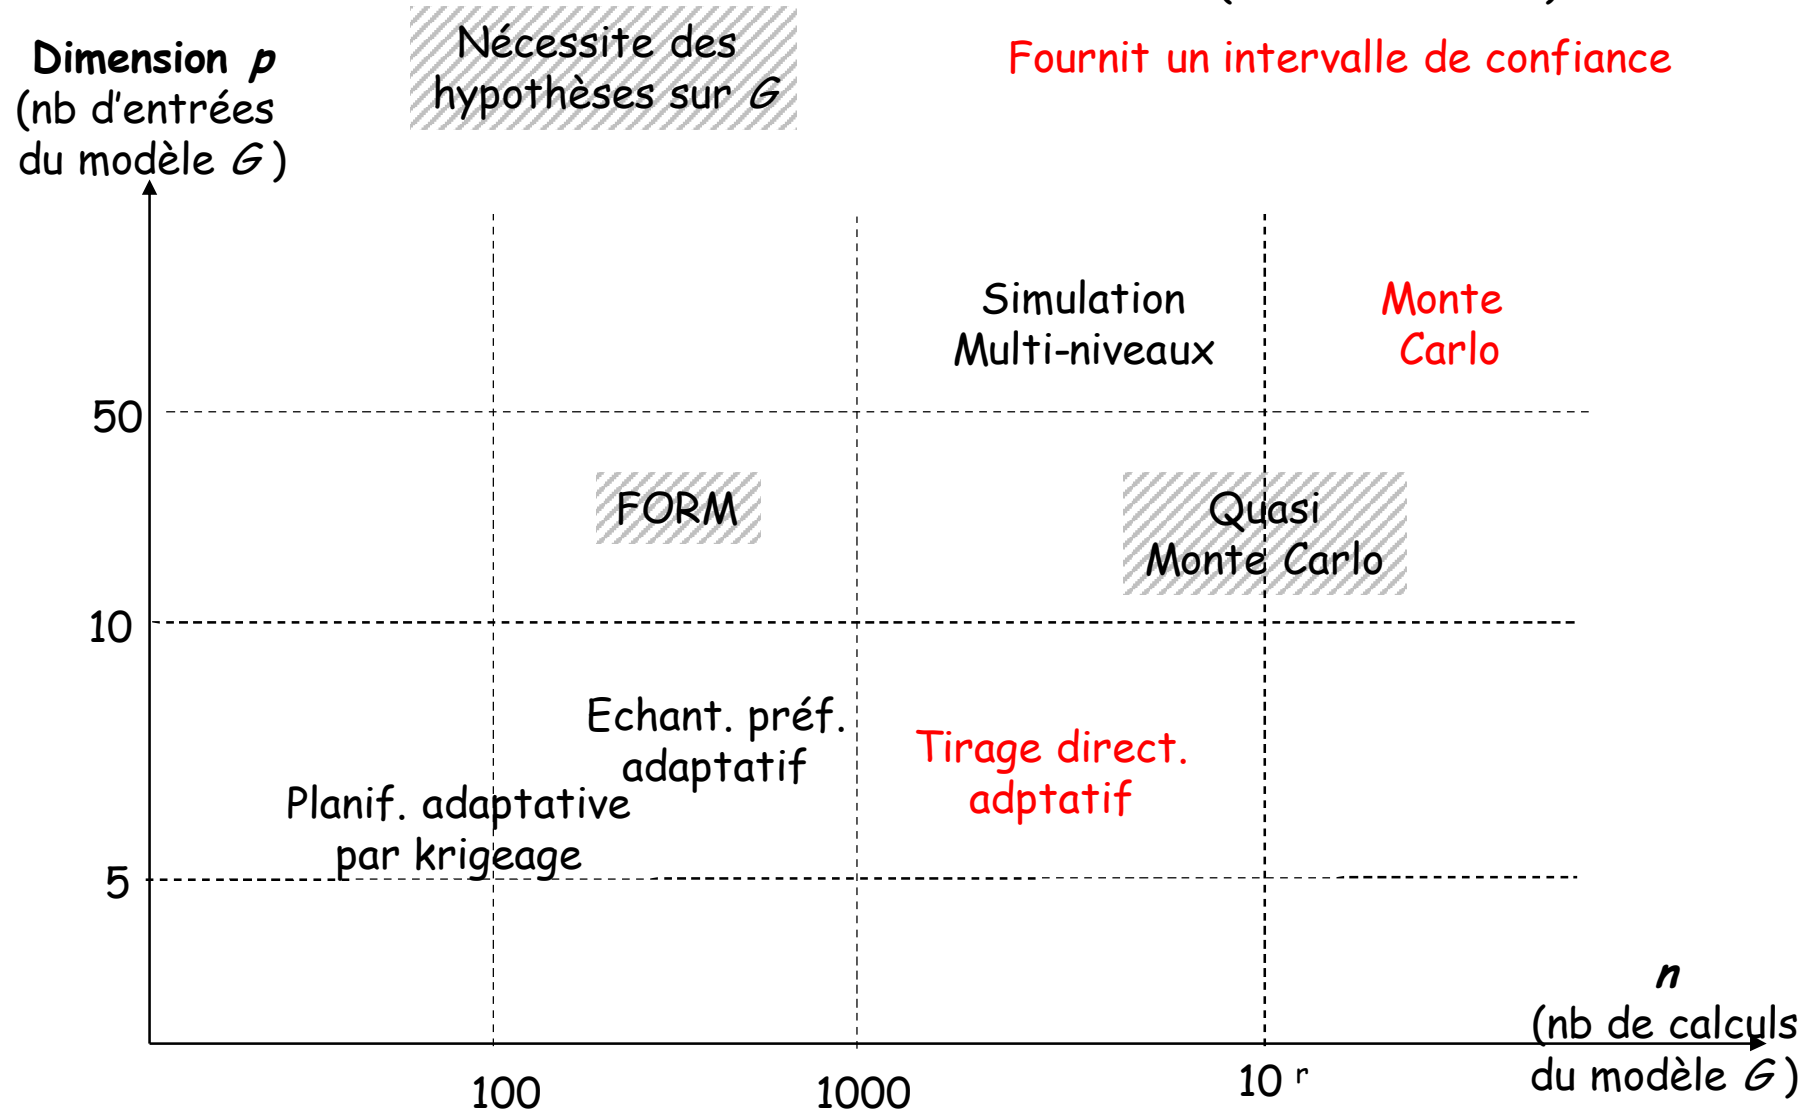 Nécessite des
hypothèses sur G
Fournit un intervalle de confiance
Dimension p
(nb d'entrées
du modèle G )
Simulation
Multi-niveaux
Monte
Carlo
50
FORM
Quasi
Monte Carlo
10
Echant. préf.
adaptatif
Tirage direct.
adptatif
Planif. adaptative
par krigeage
5
n
(nb de calculs
du modèle G )
100
1000
10 r